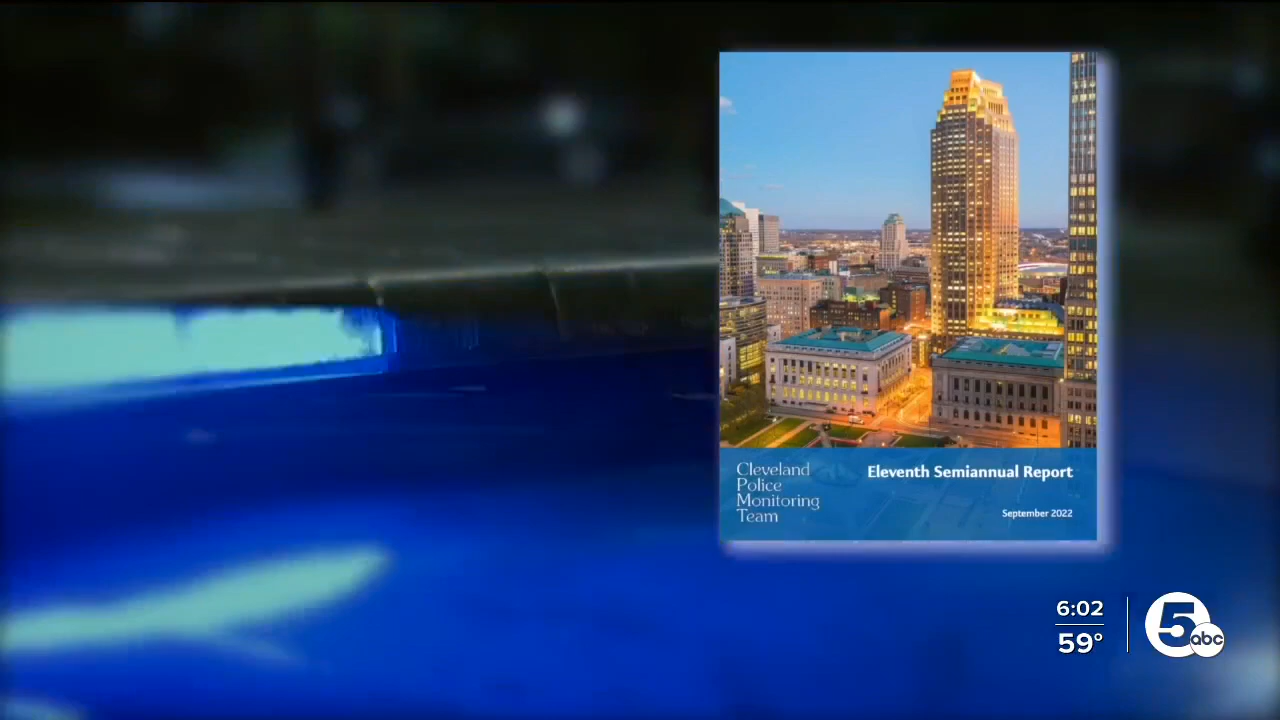 Cleveland
Police
Monitoring
Team
Eleventh Semiannual Report
September 2022
6:02
59°
5
abc